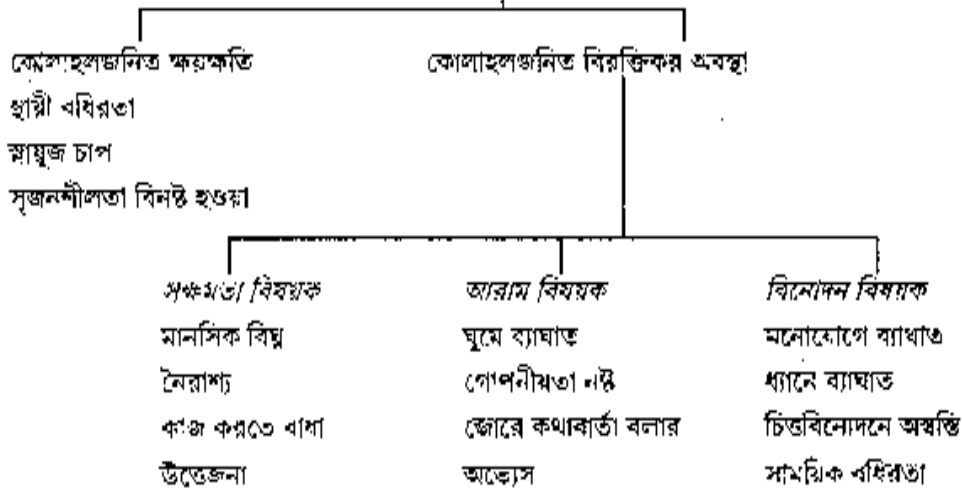 কোলাহলজনিত ক্ষয়ক্ষতি
স্থায়ী বধিরতা
স্নায়ুজ চাপ
সৃজনশীলতা বিনষ্ট হওয়া
কোলাহলজনিত বিরক্তিকর অবস্থা
সক্ষমতা বিষয়ক
মানসিক বিঘ্ন
নৈরাশ্য
কাজ করতে বাধা
উত্তেজনা
আরাম বিষয়ক
ঘুমে ব্যাঘাত
গোপনীয়তা নষ্ট
জোরে কথাবার্তা বলার
অভ্যেস
বিনোদন বিষয়ক
মনোযোগে ব্যাঘাত
ধ্যানে ব্যাঘাত
চিত্তবিনোদনে অস্বস্তি
সাময়িক বধিরতা